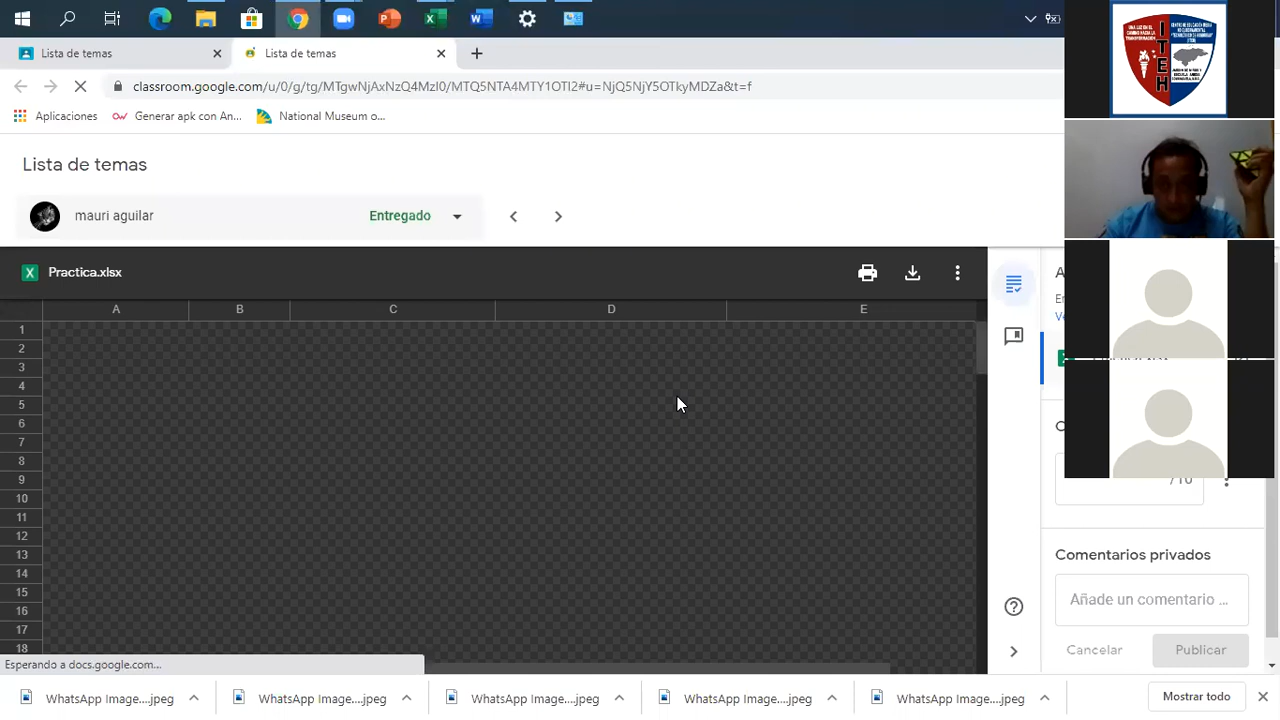 Lista de temas
Lista de temas
classroom.google.com/u/0/g/tg/MTgwNjAxNzQ4MzI0/
#u=NjQ5NjY5OTkyMDZa&t=f
Aplicaciones
Generar apk con An...
National Museum o...
Lista de temas
mauri aguilar
Entregado
Practica.xlsx
A B C D E
1
2
3
4
5
6
7
8
9
10
11
12
13
14
15
16
17
18
/10
Comentarios privados
Añade un comentario ...
Cancelar
Publicar
Esperando a docs.google.com...
WhatsApp Image....jpeg
WhatsApp Image....jpeg
WhatsApp Image....jpeg
WhatsApp Image....jpeg
WhatsApp Image....jpeg
Mostrar todo
ITEH